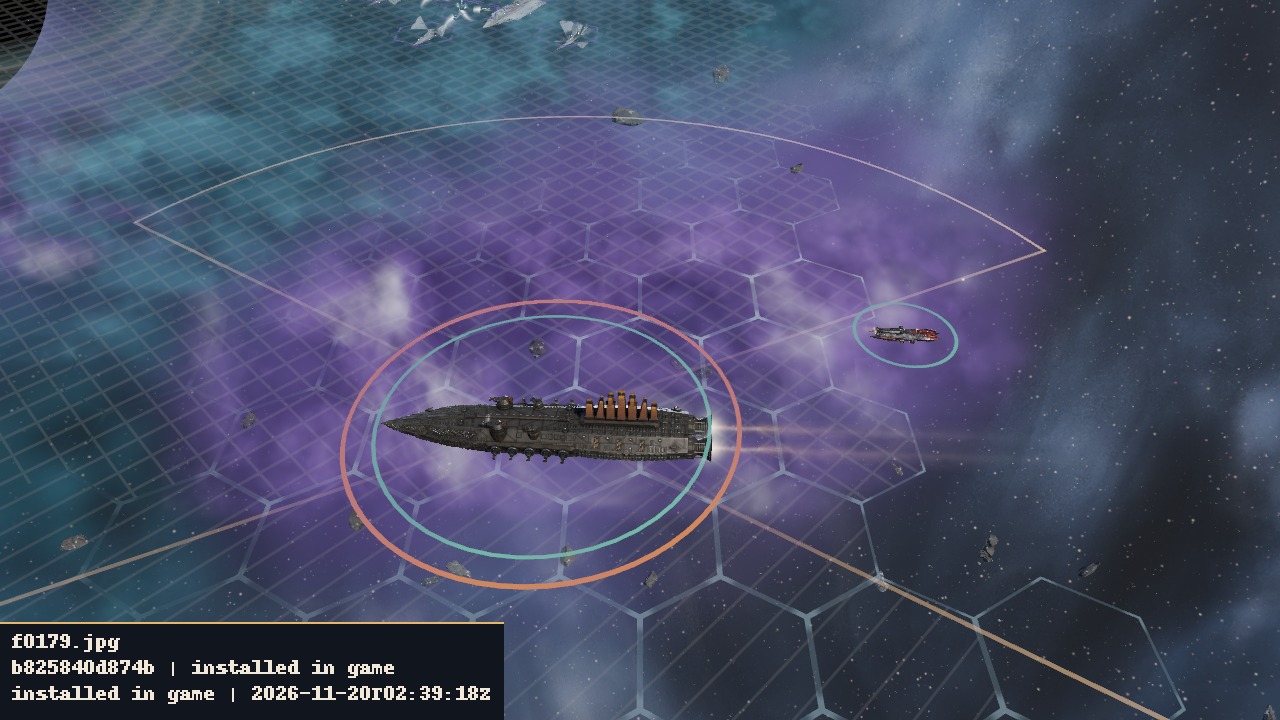 f0179.jpg
b825840d874b | installed in game
installed in game | 2026-11-20T02:39:18Z